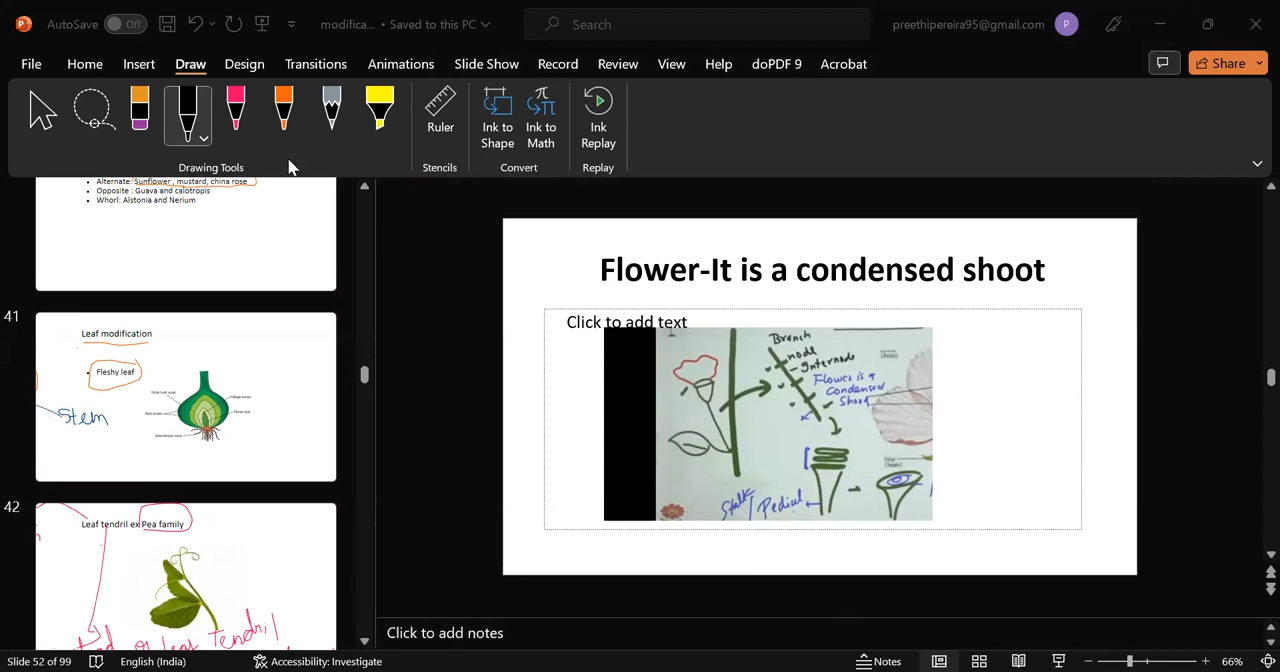 AutoSave Off modifica... • Saved to this PC Search preethipereira95@gmail.com P
File Home Insert Draw Design Transitions Animations Slide Show Record Review View Help doPDF 9 Acrobat Share
Ruler Ink to Shape Ink to Math Ink Replay
Drawing Tools Stencils Convert Replay
• Alternate: Sunflower , mustard, china rose
• Opposite : Guava and calotropis
• Whorl: Alstonia and Nerium
41
Leaf modification
• Fleshy leaf
Stem
42
Leaf tendril ex Pea family
or leaf Tendril
Flower-It is a condensed shoot
Click to add text
Branch
node
Internode
Flower is a
Condensed
Shoot
Stalk/ Pedicel
Click to add notes
Slide 52 of 99 English (India) Accessibility: Investigate Notes 66%